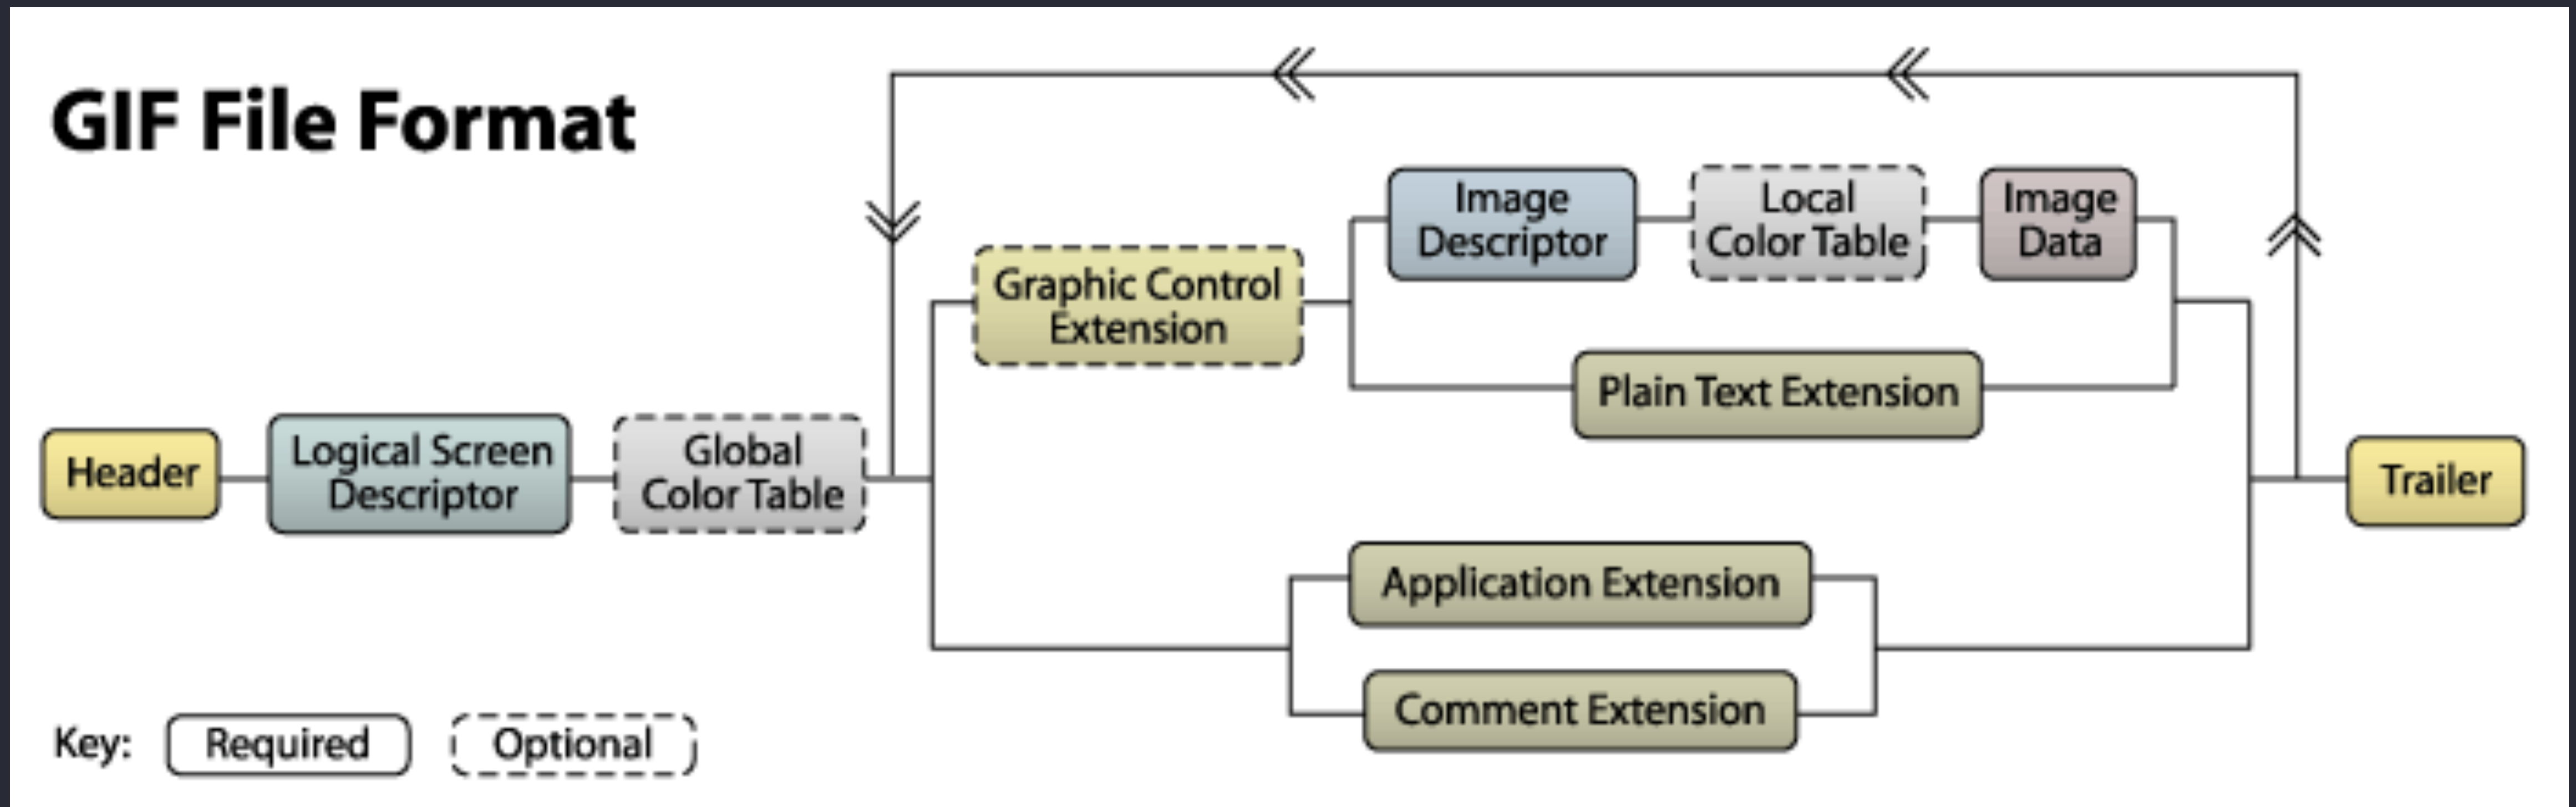 GIF File Format
Header
Logical Screen
Descriptor
Global
Color Table
Graphic Control
Extension
Image
Descriptor
Local
Color Table
Image
Data
Plain Text Extension
Application Extension
Comment Extension
Trailer
Key:
Required
Optional